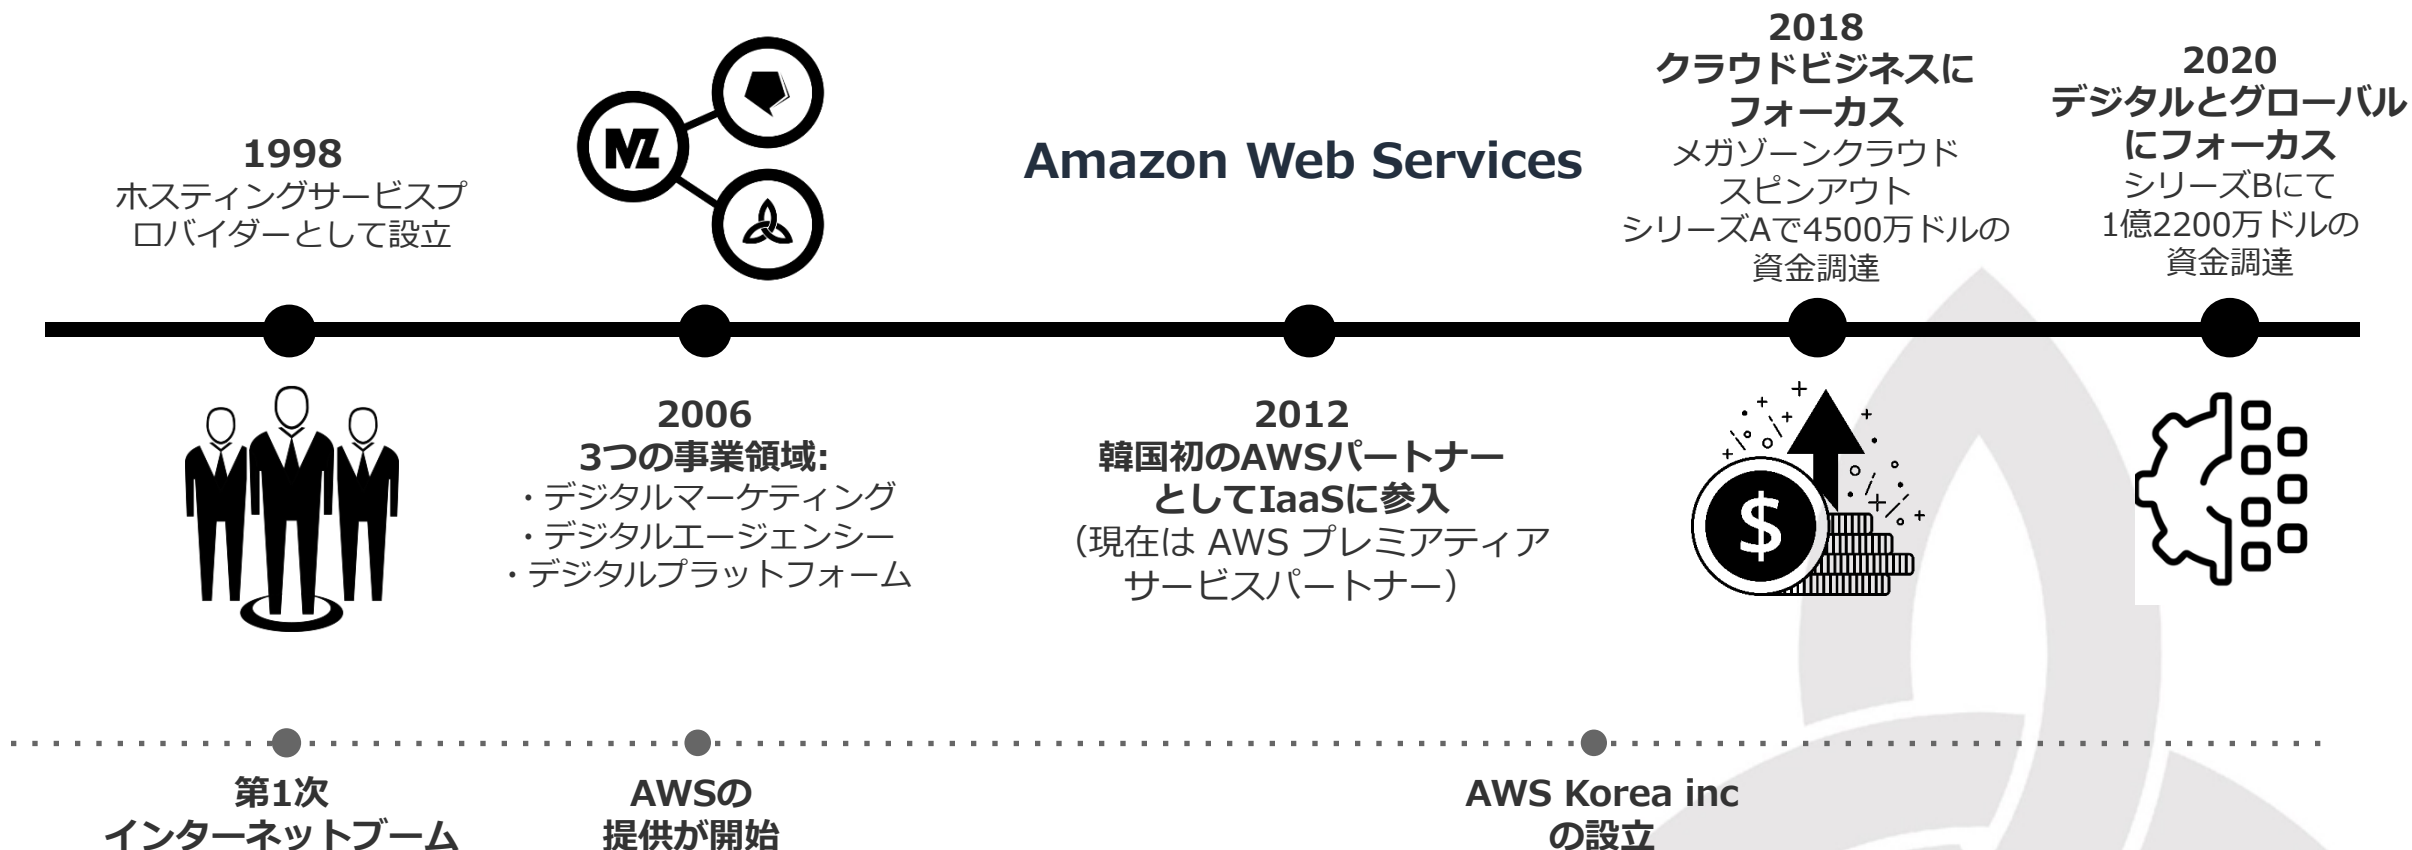 1998
ホスティングサービスプ
ロバイダーとして設立
MZ
Amazon Web Services
2018
クラウドビジネスに
フォーカス
メガゾーンクラウド
スピンアウト
シリーズAで4500万ドルの
資金調達
2020
デジタルとグローバル
にフォーカス
シリーズBにて
1億2200万ドルの
資金調達
2006
3つの事業領域:
・デジタルマーケティング
・デジタルエージェンシー
・デジタルプラットフォーム
2012
韓国初のAWSパートナー
としてIaaSに参入
（現在は AWS プレミアティア
サービスパートナー）
$
第1次
インターネットブーム
AWSの
提供が開始
AWS Korea inc
の設立